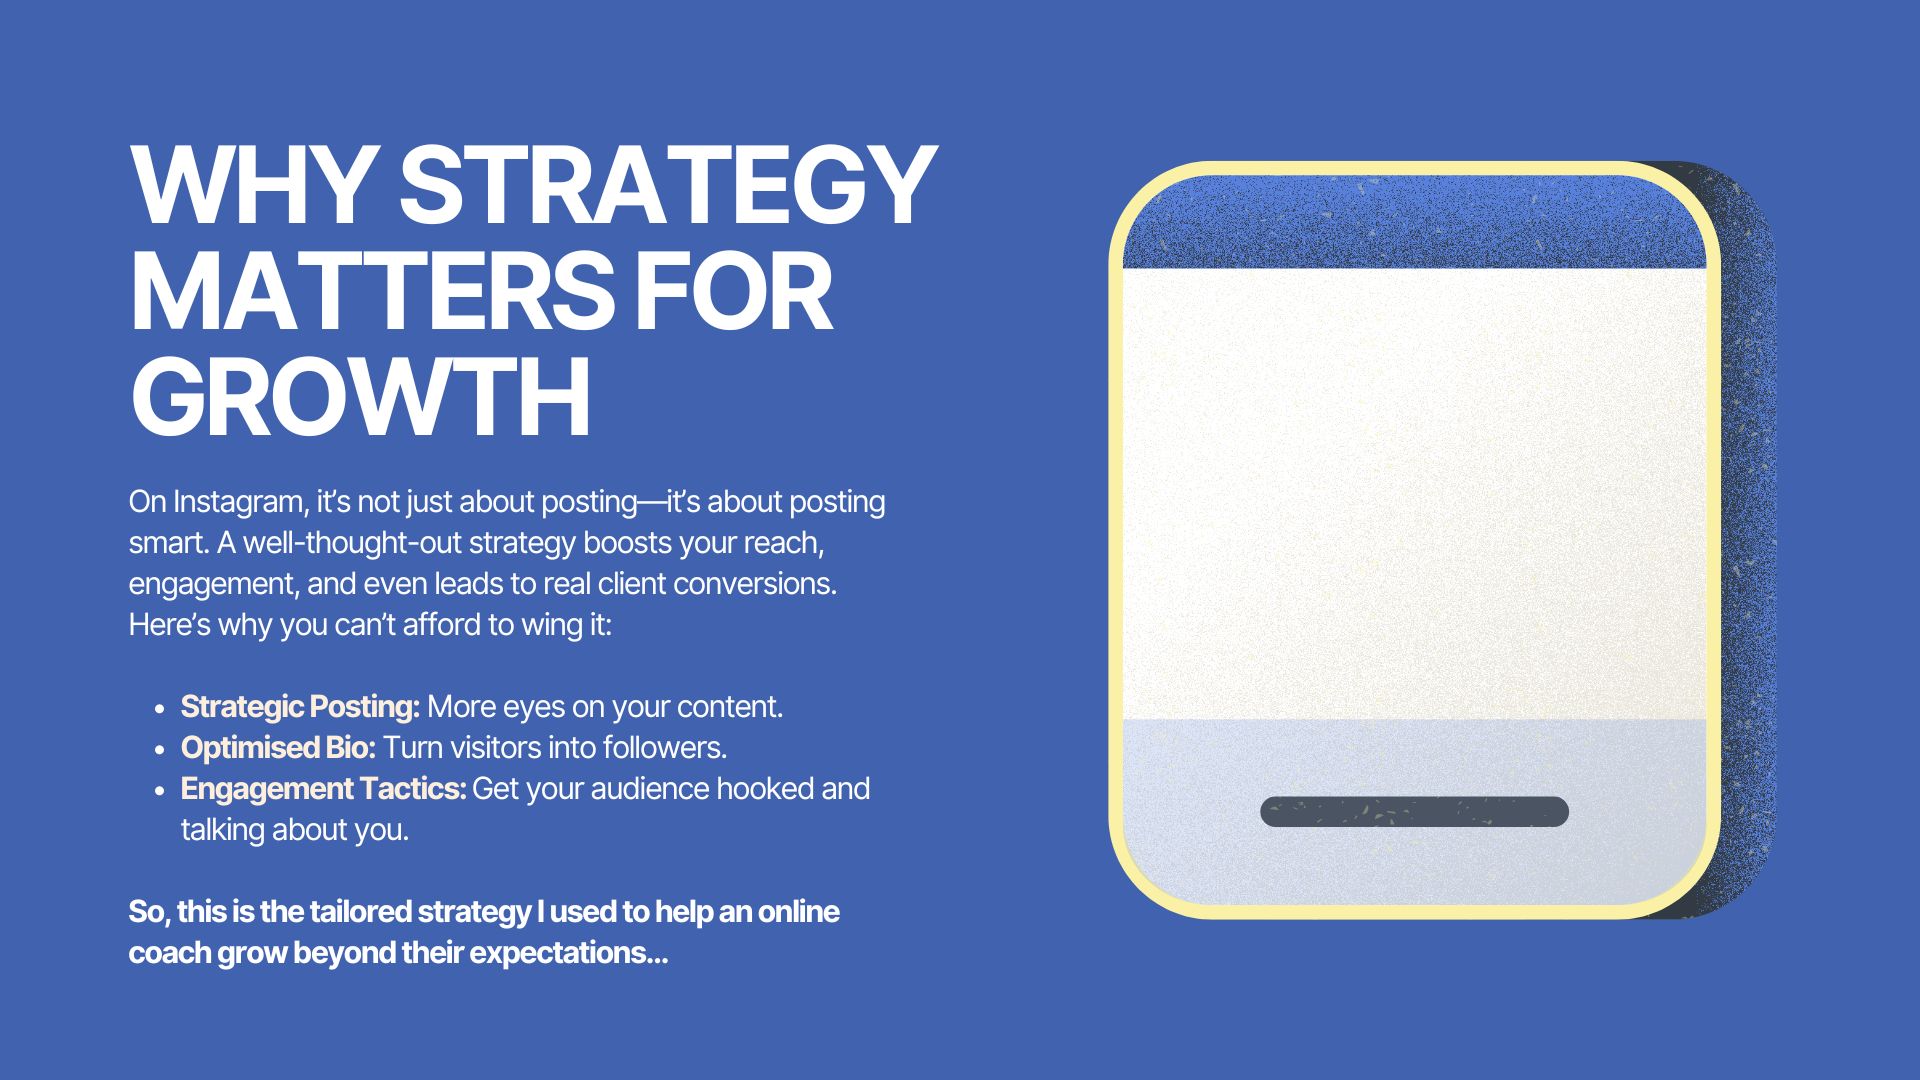 WHY STRATEGY
MATTERS FOR
GROWTH
On Instagram, it’s not just about posting—it’s about posting
smart. A well-thought-out strategy boosts your reach,
engagement, and even leads to real client conversions.
Here’s why you can’t afford to wing it:
• Strategic Posting: More eyes on your content.
• Optimised Bio: Turn visitors into followers.
• Engagement Tactics: Get your audience hooked and
talking about you.
So, this is the tailored strategy I used to help an online
coach grow beyond their expectations...